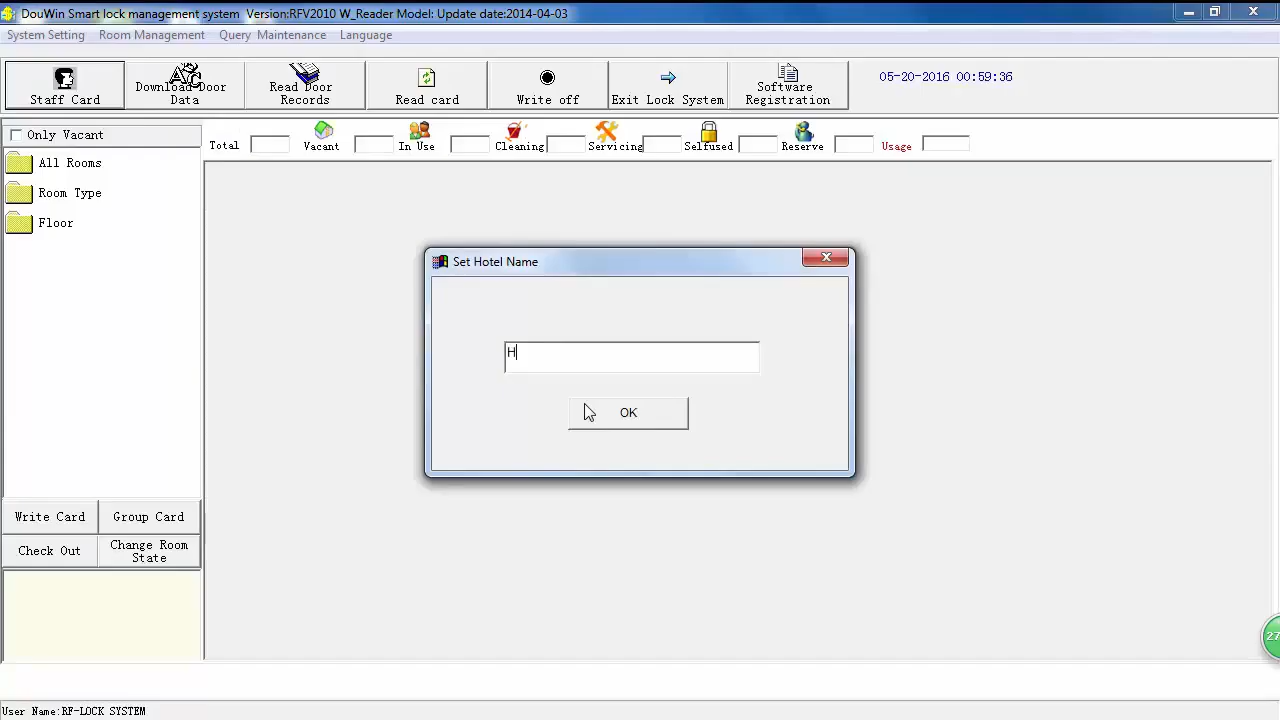 DouWin Smart lock management system Version:RFV2010 W_Reader Model: Update date:2014-04-03
System Setting Room Management Query Maintenance Language
Staff Card
Download Door Data
Read Door Records
Read card
Write off
Exit Lock System
Software Registration
05-20-2016 00:59:36
Only Vacant
Total Vacant In Use Cleaning Servicing Selfused Reserve Usage
All Rooms
Room Type
Floor
Set Hotel Name
H
OK
Write Card Group Card
Check Out Change Room State
27
User Name:RF-LOCK SYSTEM